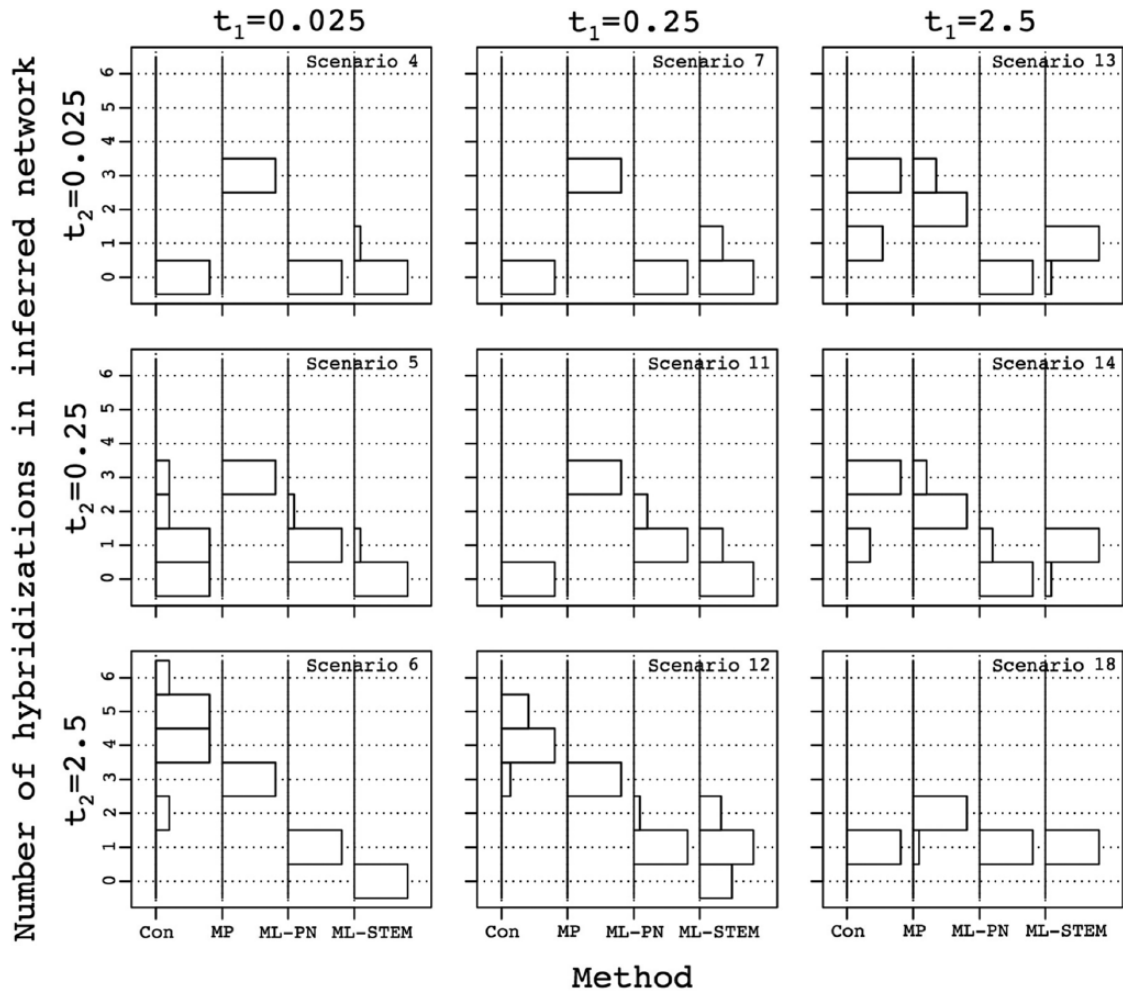 t1=0.025 t1=0.25 t1=2.5
Number of hybridizations in inferred network
t2=0.025
Scenario 4
6
5
4
3
2
1
0
Scenario 7
Scenario 13
t2=0.25
Scenario 5
6
5
4
3
2
1
0
Scenario 11
Scenario 14
t2=2.5
Scenario 6
6
5
4
3
2
1
0
Scenario 12
Scenario 18
Con MP ML-PN ML-STEM
Con MP ML-PN ML-STEM
Con MP ML-PN ML-STEM
Method